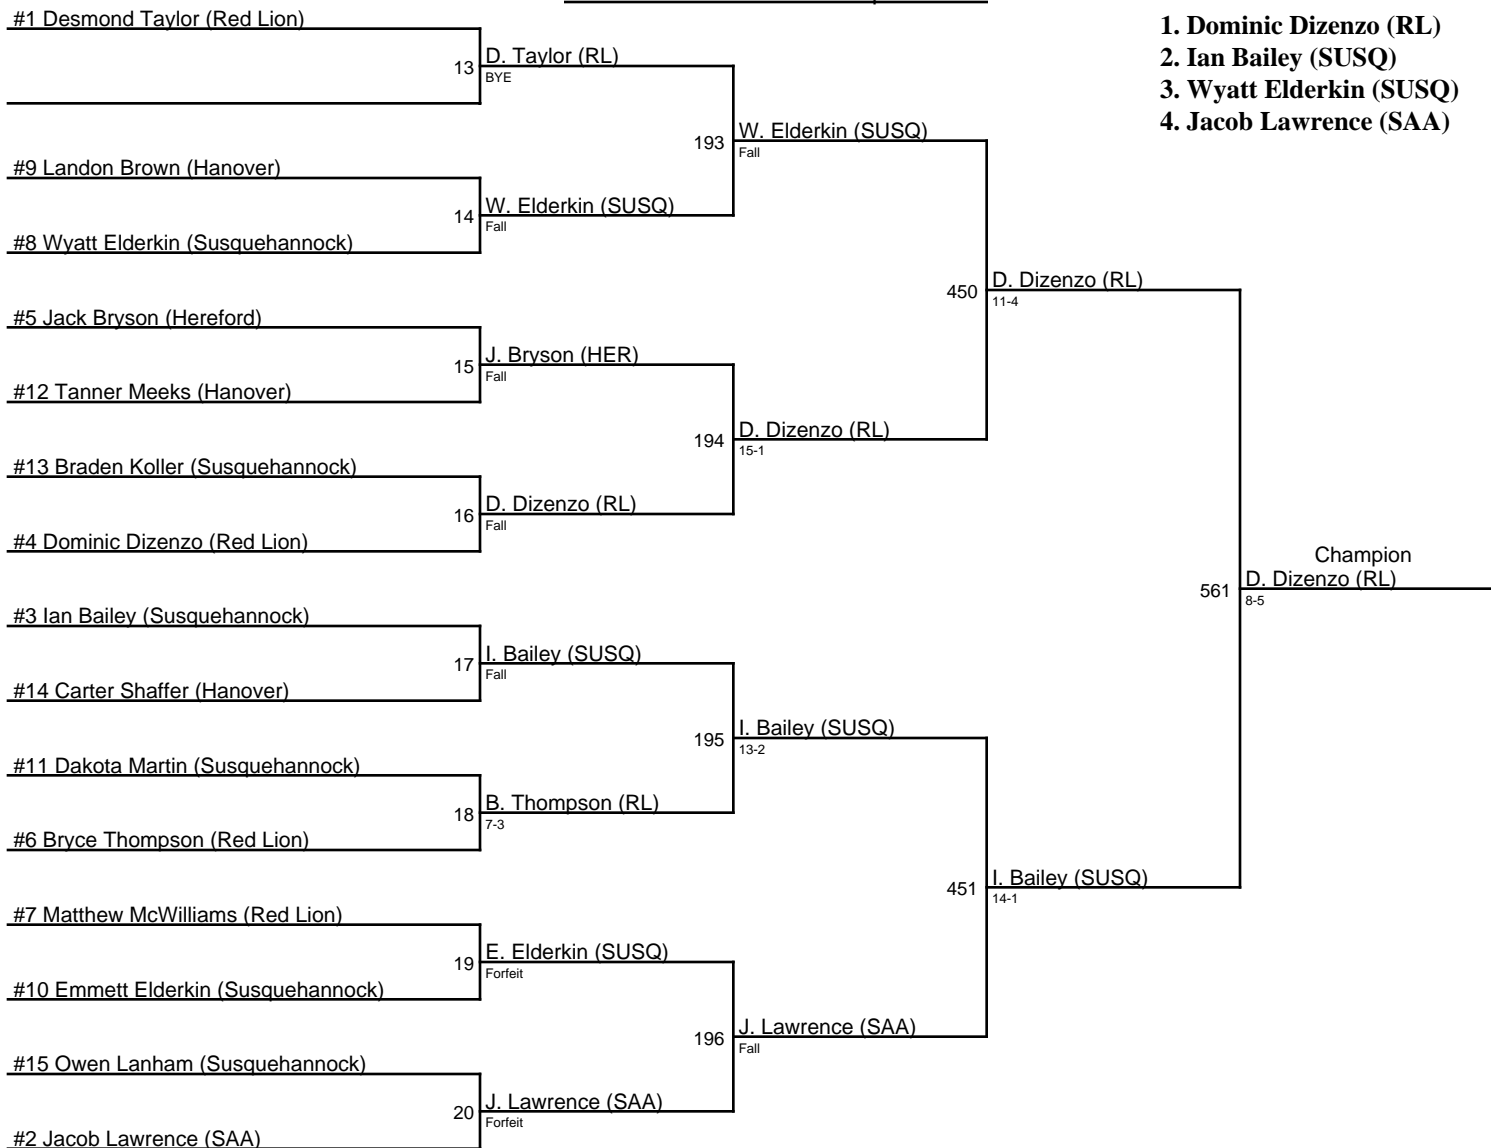 #1 Desmond Taylor (Red Lion)
1. Dominic Dizenzo (RL)
2. Ian Bailey (SUSQ)
3. Wyatt Elderkin (SUSQ)
4. Jacob Lawrence (SAA)
13
D. Taylor (RL)
BYE
193
W. Elderkin (SUSQ)
Fall
#9 Landon Brown (Hanover)
14
W. Elderkin (SUSQ)
Fall
#8 Wyatt Elderkin (Susquehannock)
450
D. Dizenzo (RL)
11-4
#5 Jack Bryson (Hereford)
15
J. Bryson (HER)
Fall
#12 Tanner Meeks (Hanover)
194
D. Dizenzo (RL)
15-1
#13 Braden Koller (Susquehannock)
16
D. Dizenzo (RL)
Fall
#4 Dominic Dizenzo (Red Lion)
Champion
561
D. Dizenzo (RL)
8-5
#3 Ian Bailey (Susquehannock)
17
I. Bailey (SUSQ)
Fall
#14 Carter Shaffer (Hanover)
195
I. Bailey (SUSQ)
13-2
#11 Dakota Martin (Susquehannock)
18
B. Thompson (RL)
7-3
#6 Bryce Thompson (Red Lion)
451
I. Bailey (SUSQ)
14-1
#7 Matthew McWilliams (Red Lion)
19
E. Elderkin (SUSQ)
Forfeit
#10 Emmett Elderkin (Susquehannock)
196
J. Lawrence (SAA)
Fall
#15 Owen Lanham (Susquehannock)
20
J. Lawrence (SAA)
Forfeit
#2 Jacob Lawrence (SAA)